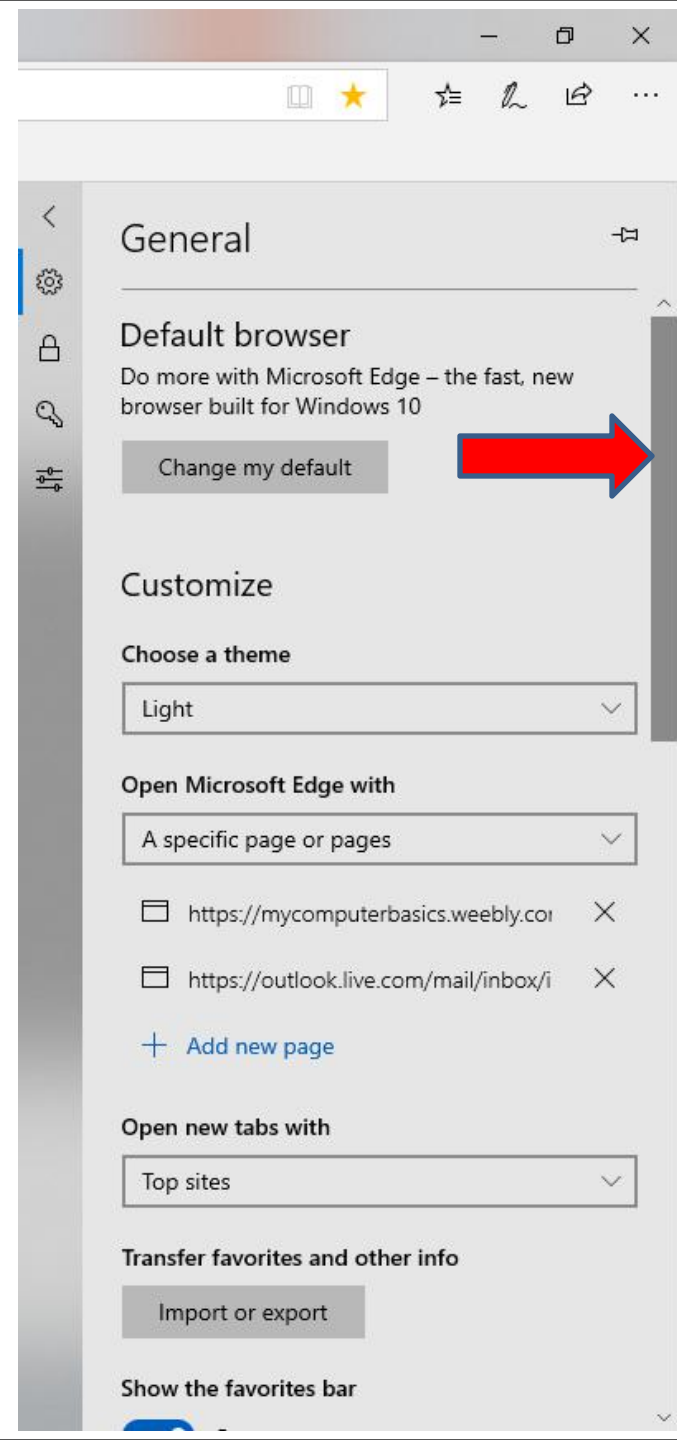 General
Default browser
Do more with Microsoft Edge – the fast, new
browser built for Windows 10
Change my default
Customize
Choose a theme
Light
Open Microsoft Edge with
A specific page or pages
https://mycomputerbasics.weebly.co
https://outlook.live.com/mail/inbox/i
Add new page
Open new tabs with
Top sites
Transfer favorites and other info
Import or export
Show the favorites bar